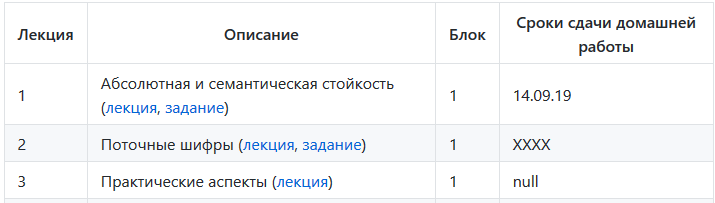 Лекция Описание Блок Сроки сдачи домашней
работы
1 Абсолютная и семантическая стойкость
(лекция, задание) 1 14.09.19
2 Поточные шифры (лекция, задание) 1 XXXX
3 Практические аспекты (лекция) 1 null